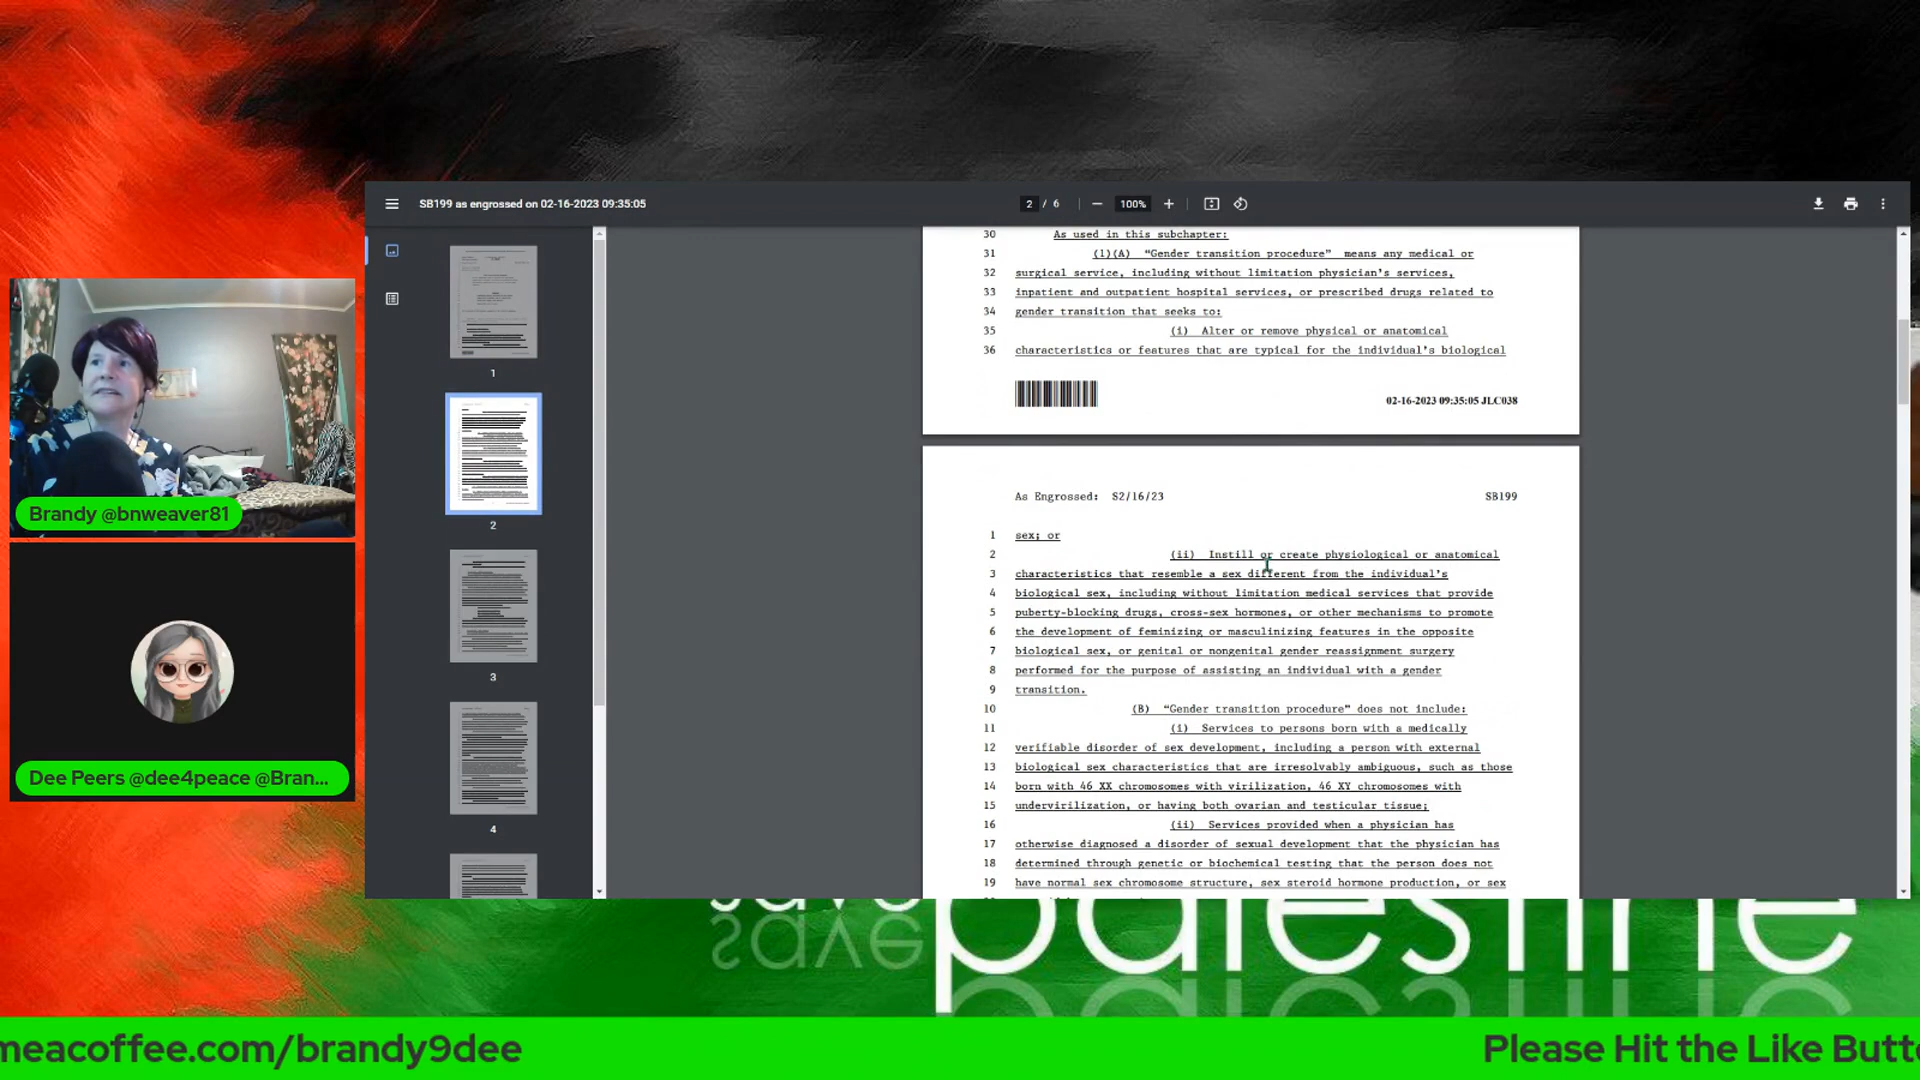 SB199 as engrossed on 02-16-2023 09:35:05
2 / 6
100%
1
2
3
4
30 As used in this subchapter:
31 (1)(A) “Gender transition procedure” means any medical or
32 surgical service, including without limitation physician’s services,
33 inpatient and outpatient hospital services, or prescribed drugs related to
34 gender transition that seeks to:
35 (i) Alter or remove physical or anatomical
36 characteristics or features that are typical for the individual’s biological
02-16-2023 09:35:05 JLC038
As Engrossed: S2/16/23 SB199
1 sex; or
2 (ii) Instill or create physiological or anatomical
3 characteristics that resemble a sex different from the individual’s
4 biological sex, including without limitation medical services that provide
5 puberty-blocking drugs, cross-sex hormones, or other mechanisms to promote
6 the development of feminizing or masculinizing features in the opposite
7 biological sex, or genital or nongenital gender reassignment surgery
8 performed for the purpose of assisting an individual with a gender
9 transition.
10 (B) “Gender transition procedure” does not include:
11 (i) Services to persons born with a medically
12 verifiable disorder of sex development, including a person with external
13 biological sex characteristics that are irresolvably ambiguous, such as those
14 born with 46 XX chromosomes with virilization, 46 XY chromosomes with
15 undervirilization, or having both ovarian and testicular tissue;
16 (ii) Services provided when a physician has
17 otherwise diagnosed a disorder of sexual development that the physician has
18 determined through genetic or biochemical testing that the person does not
19 have normal sex chromosome structure, sex steroid hormone production, or sex
Brandy @bnweaver81
Dee Peers @dee4peace @Bran...
save
palestine
meacoffee.com/brandy9dee
Please Hit the Like Butt